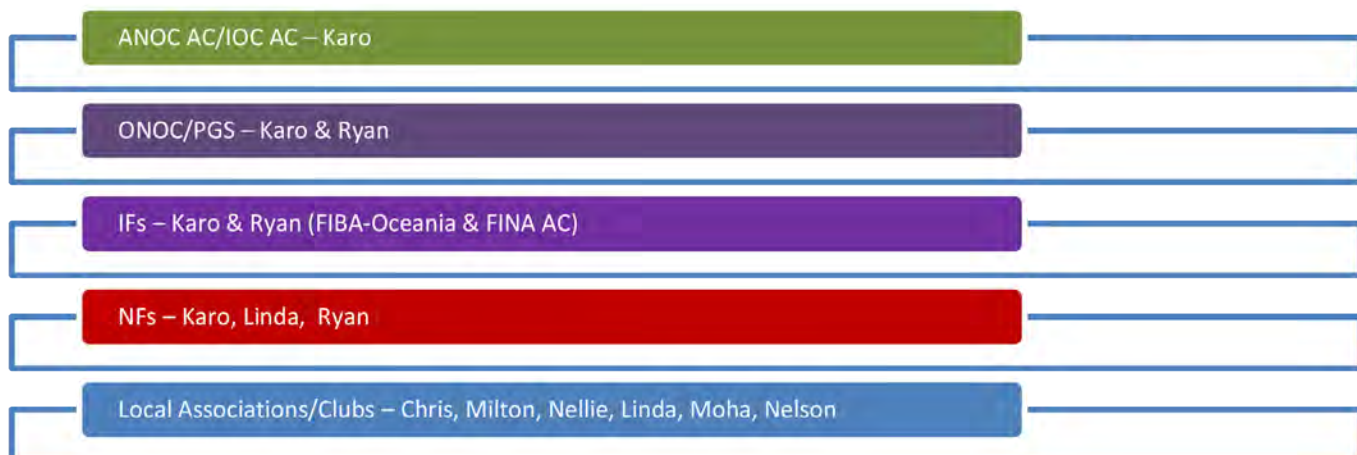 ANOC AC/IOC AC – Karo
ONOC/PGS – Karo & Ryan
IFs – Karo & Ryan (FIBA-Oceania & FINA AC)
NFs – Karo, Linda,  Ryan
Local Associations/Clubs – Chris, Milton, Nellie, Linda, Moha, Nelson